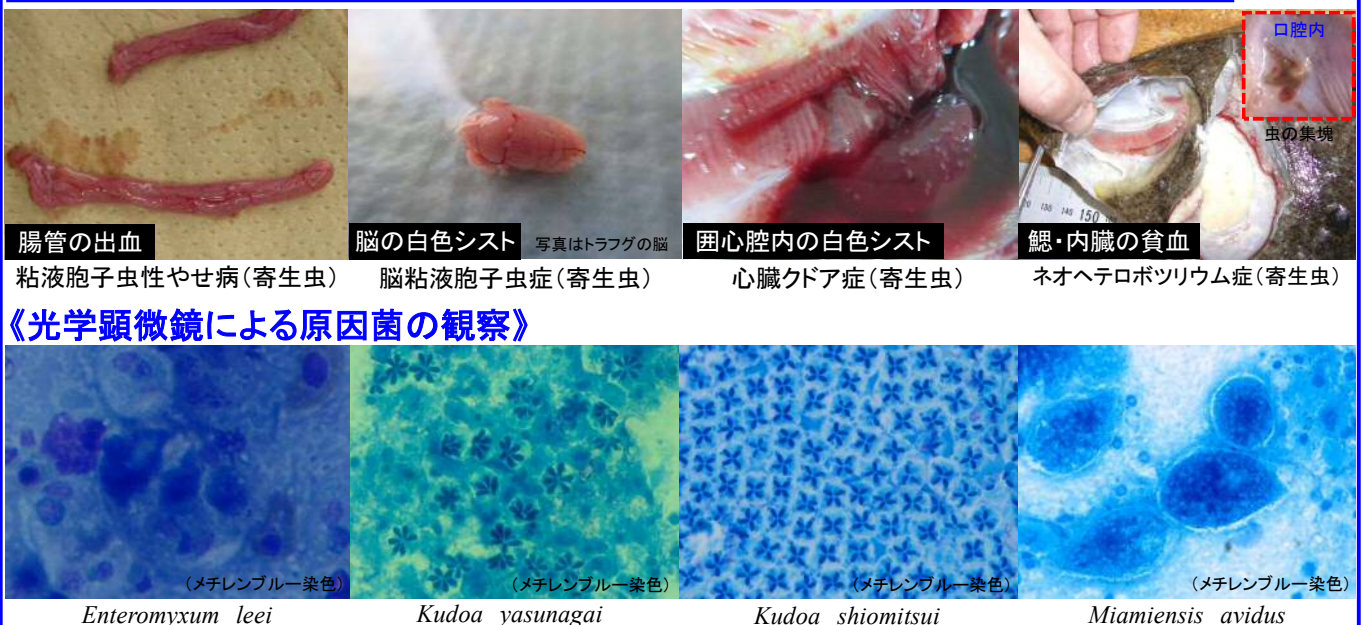 口腔内
虫の集塊
腸管の出血
脳の白色シスト
写真はトラフグの脳
囲心腔内の白色シスト
鰓・内臓の貧血
粘液胞子虫性やせ病(寄生虫)
脳粘液胞子虫症(寄生虫)
心臓クドア症(寄生虫)
ネオヘテロボツリウム症(寄生虫)
《光学顕微鏡による原因菌の観察》
(メチレンブルー染色)
(メチレンブルー染色)
(メチレンブルー染色)
(メチレンブルー染色)
Enteromyxum leei
Kudoa yasunagai
Kudoa shiomitsui
Miamiensis avidus